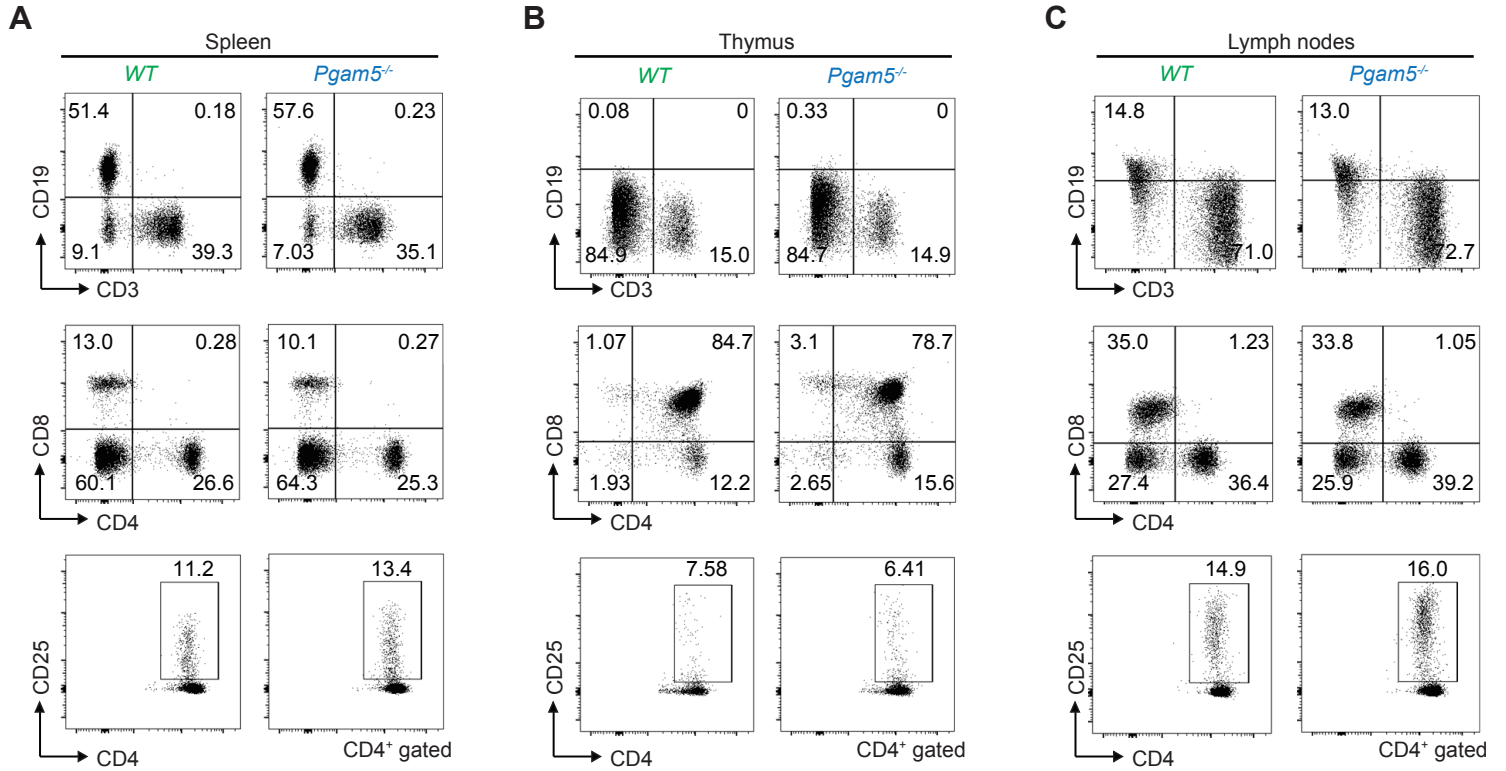 A
B
C
Spleen
Thymus
Lymph nodes
WT
Pgam5-/-
WT
Pgam5-/-
WT
Pgam5-/-
51.4 0.18
9.1 39.3
57.6 0.23
7.03 35.1
0.08 0
84.9 15.0
0.33 0
84.7 14.9
14.8
71.0
13.0
72.7
CD19
CD3
CD19
CD3
CD19
CD3
13.0 0.28
60.1 26.6
10.1 0.27
64.3 25.3
1.07 84.7
1.93 12.2
3.1 78.7
2.65 15.6
35.0 1.23
27.4 36.4
33.8 1.05
25.9 39.2
CD8
CD4
CD8
CD4
CD8
CD4
11.2
13.4
7.58
6.41
14.9
16.0
CD25
CD4
CD4+ gated
CD25
CD4
CD4+ gated
CD25
CD4
CD4+ gated